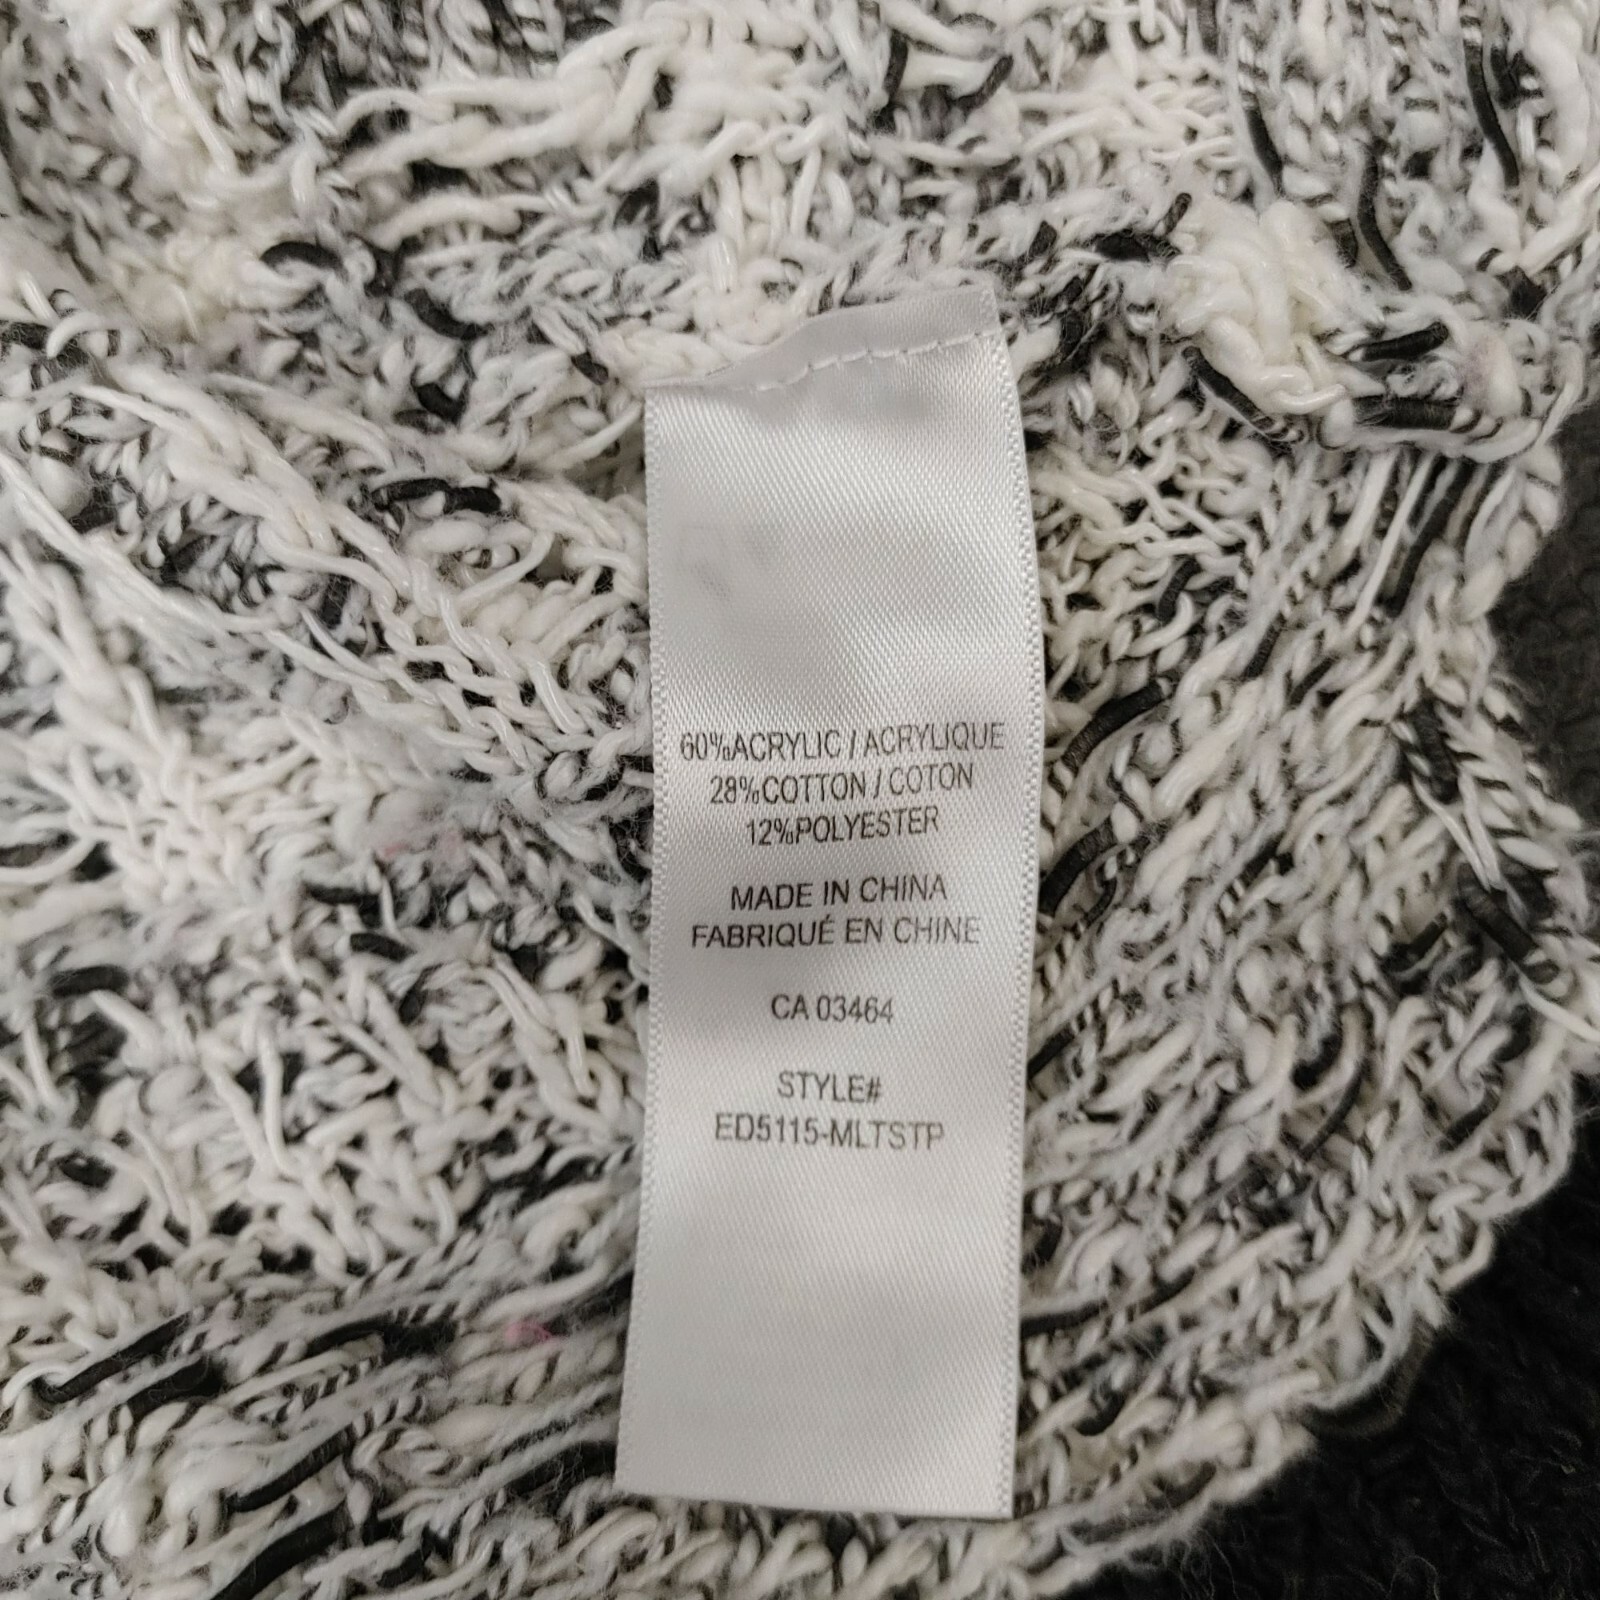 60%ACRYLIC / ACRYLIQUE
28%COTTON / COTON
12%POLYESTER
MADE IN CHINA
FABRIQUÉ EN CHINE
CA 03464
STYLE#
ED5115-MLTSTP